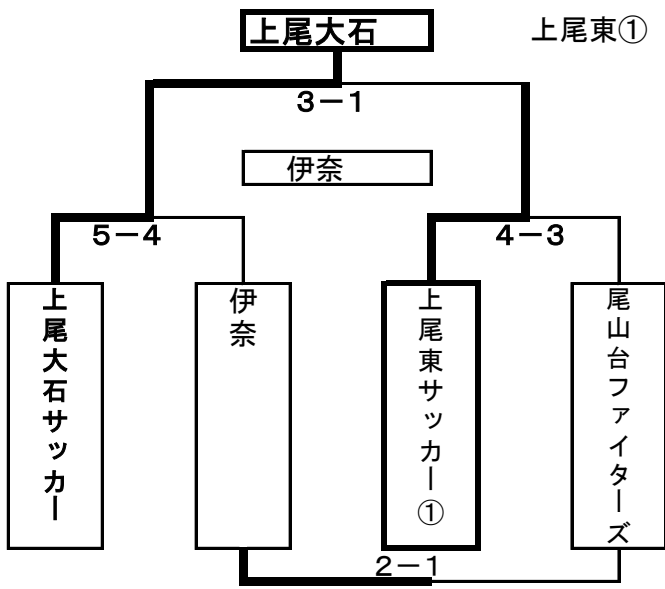 上尾大石
上尾東①
3－1
伊奈
5－4
4－3
上尾大石サッカー
伊奈
上尾東サッカー①
尾山台ファイターズ
2－1